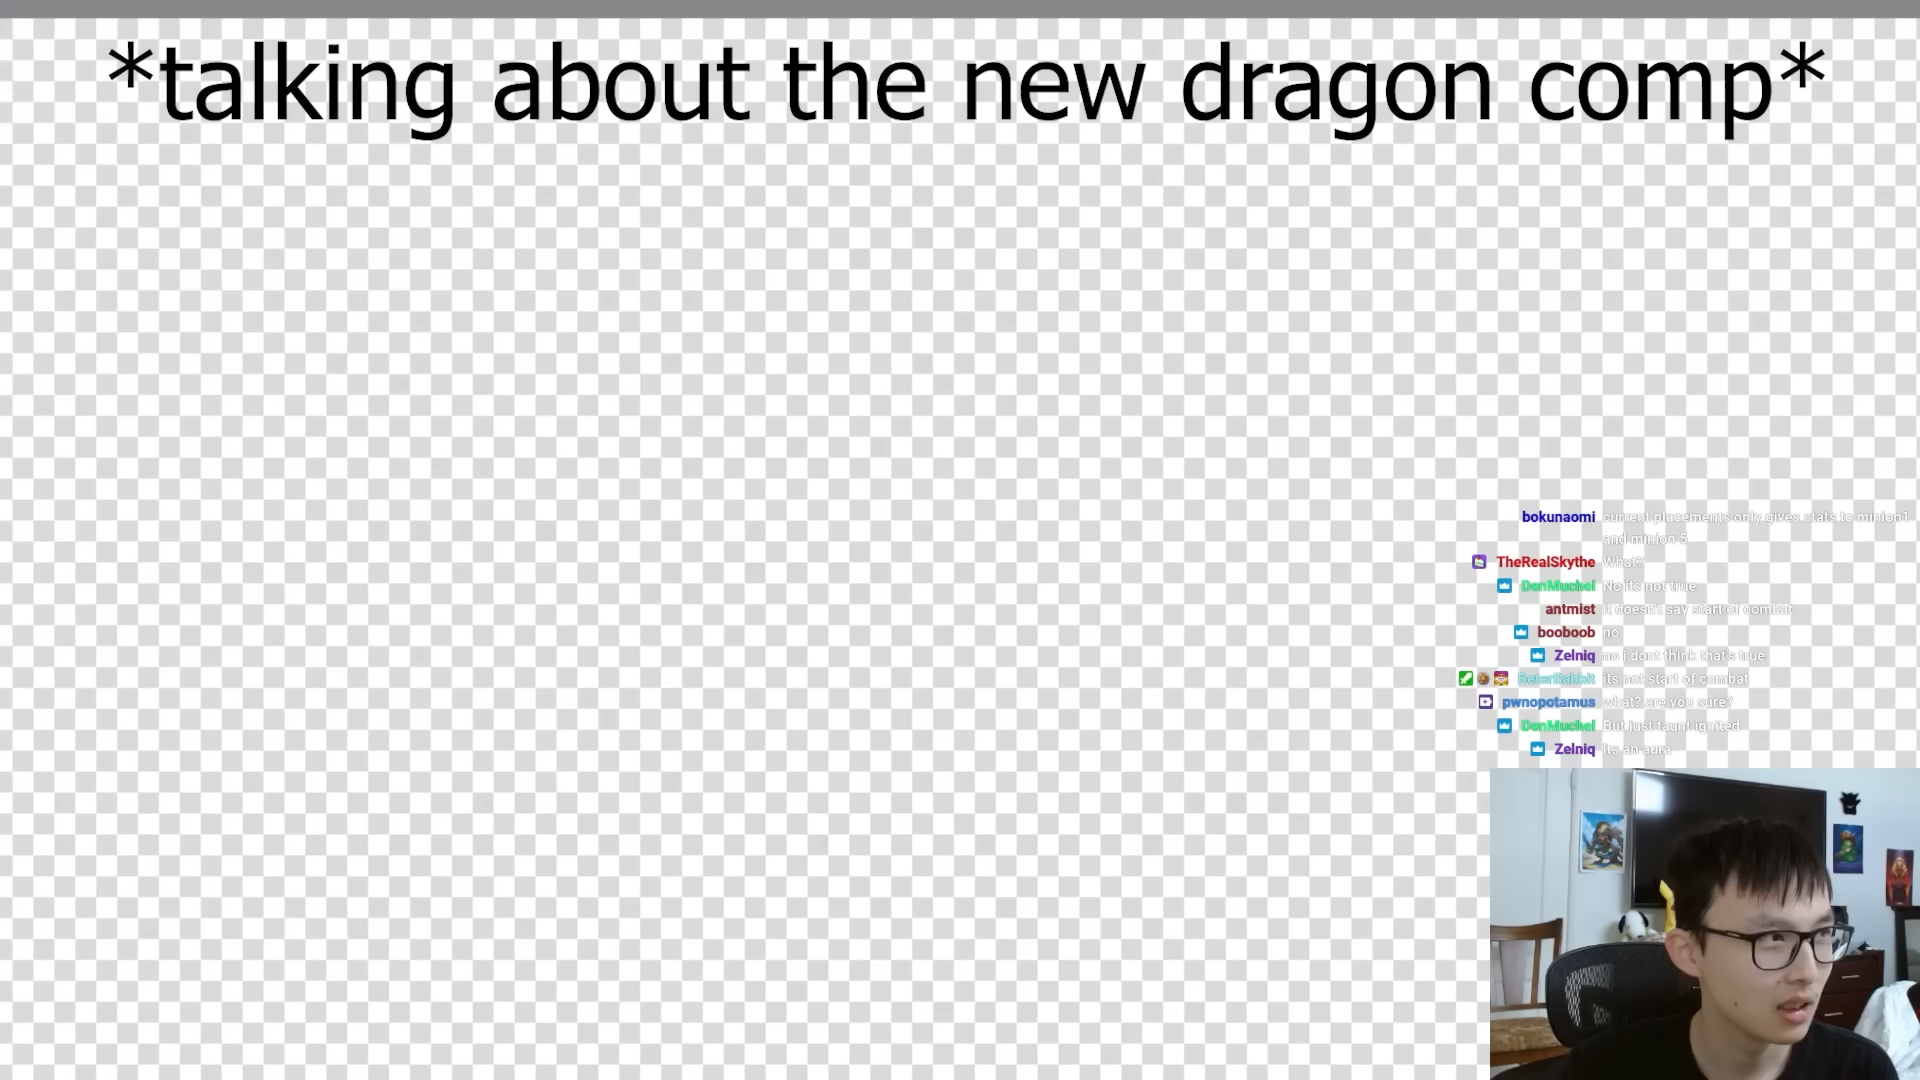 *talking about the new dragon comp*
bokunaomi current placements only gives stats to minion1
and minion 5
TheRealSkythe What?
DonMuchel No its not true
antmist it doesn't say start of combat
booboob no
Zelniq no i dont think that's true
its not start of combat
pwnopotamus what? are you sure?
DonMuchel But just taunt ignited
Zelniq its an aura